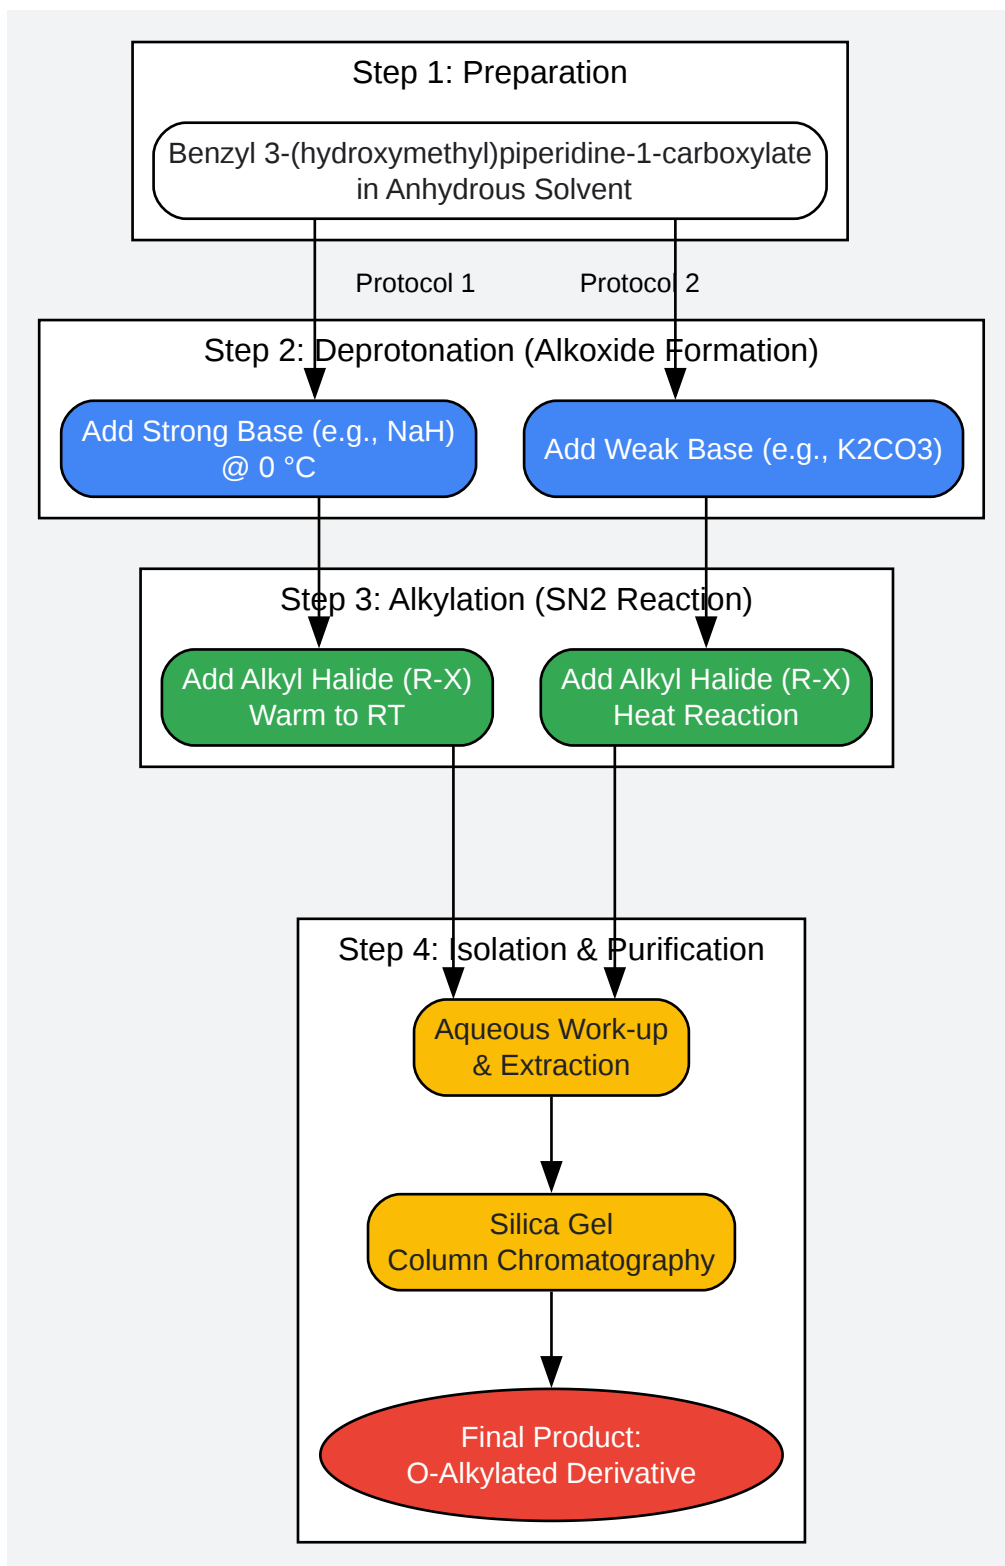 Step 1: Preparation
Benzyl 3-(hydroxymethyl)piperidine-1-carboxylate
in Anhydrous Solvent
Protocol 1
Protocol 2
Step 2: Deprotonation (Alkoxide Formation)
Add Strong Base (e.g., NaH)
@ 0 °C
Add Weak Base (e.g., K2CO3)
Step 3: Alkylation (SN2 Reaction)
Add Alkyl Halide (R-X)
Warm to RT
Add Alkyl Halide (R-X)
Heat Reaction
Step 4: Isolation & Purification
Aqueous Work-up
& Extraction
Silica Gel
Column Chromatography
Final Product:
O-Alkylated Derivative